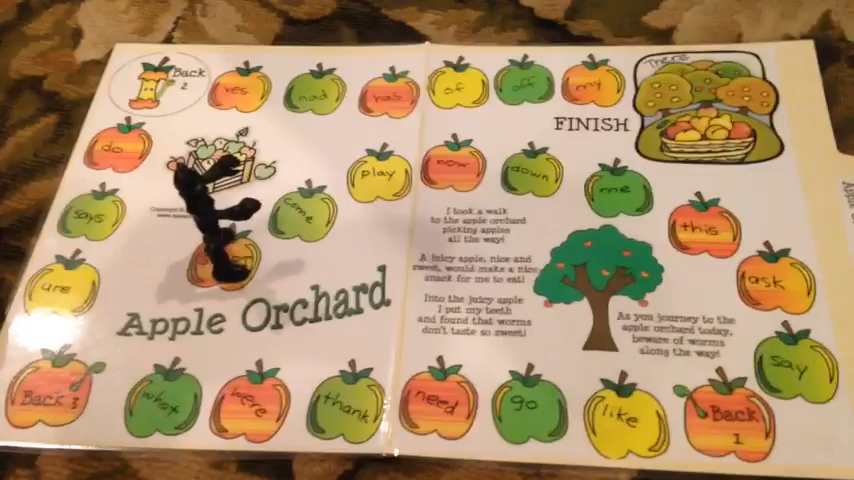 Back
2
yes
had
has
of
off
my
There
FINISH
do
play
now
down
me
says
come
this
I took a walk
to the apple orchard
picking apples
all the way!
A juicy apple, nice and
sweet, would make a nice
snack for me to eat!
Into the juicy apple
I put my teeth
and found that worms
don't taste so sweet!
As you journey to the
apple orchard today,
beware of worms
along the way!
are
ask
Apple Orchard
say
Back 3
what
were
thank
need
go
like
Back
1